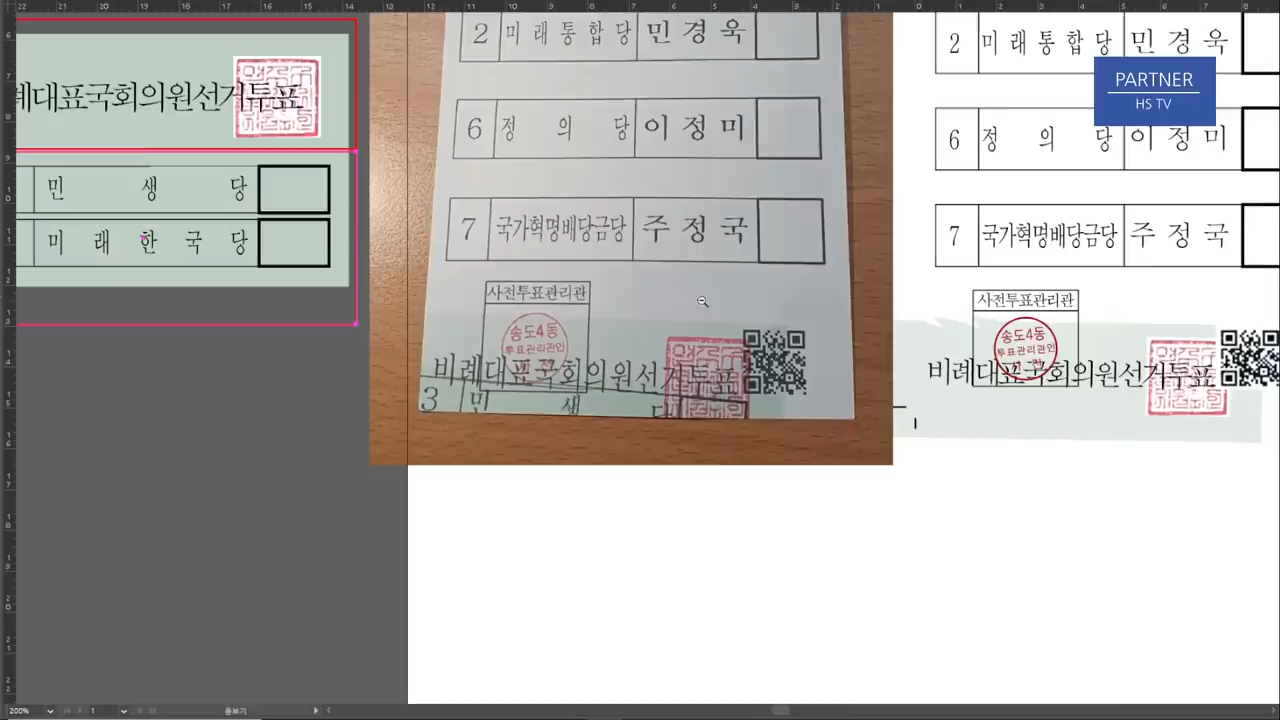 례대표국회의원선거투표
민 생 당
미 래 한 국 당
2 미 래 통 합 당 민 경 욱
6 정 의 당 이 정 미
7 국가혁명배당금당 주 정 국
사전투표관리관
송도4동
투표관리관인
비례대표국회의원선거투표
3 민 생 당
2 미 래 통 합 당 민 경 욱
PARTNER
HS TV
6 정 의 당 이 정 미
7 국가혁명배당금당 주 정 국
사전투표관리관
송도4동
투표관리관인
비례대표국회의원선거투표
200%
1
돋보기